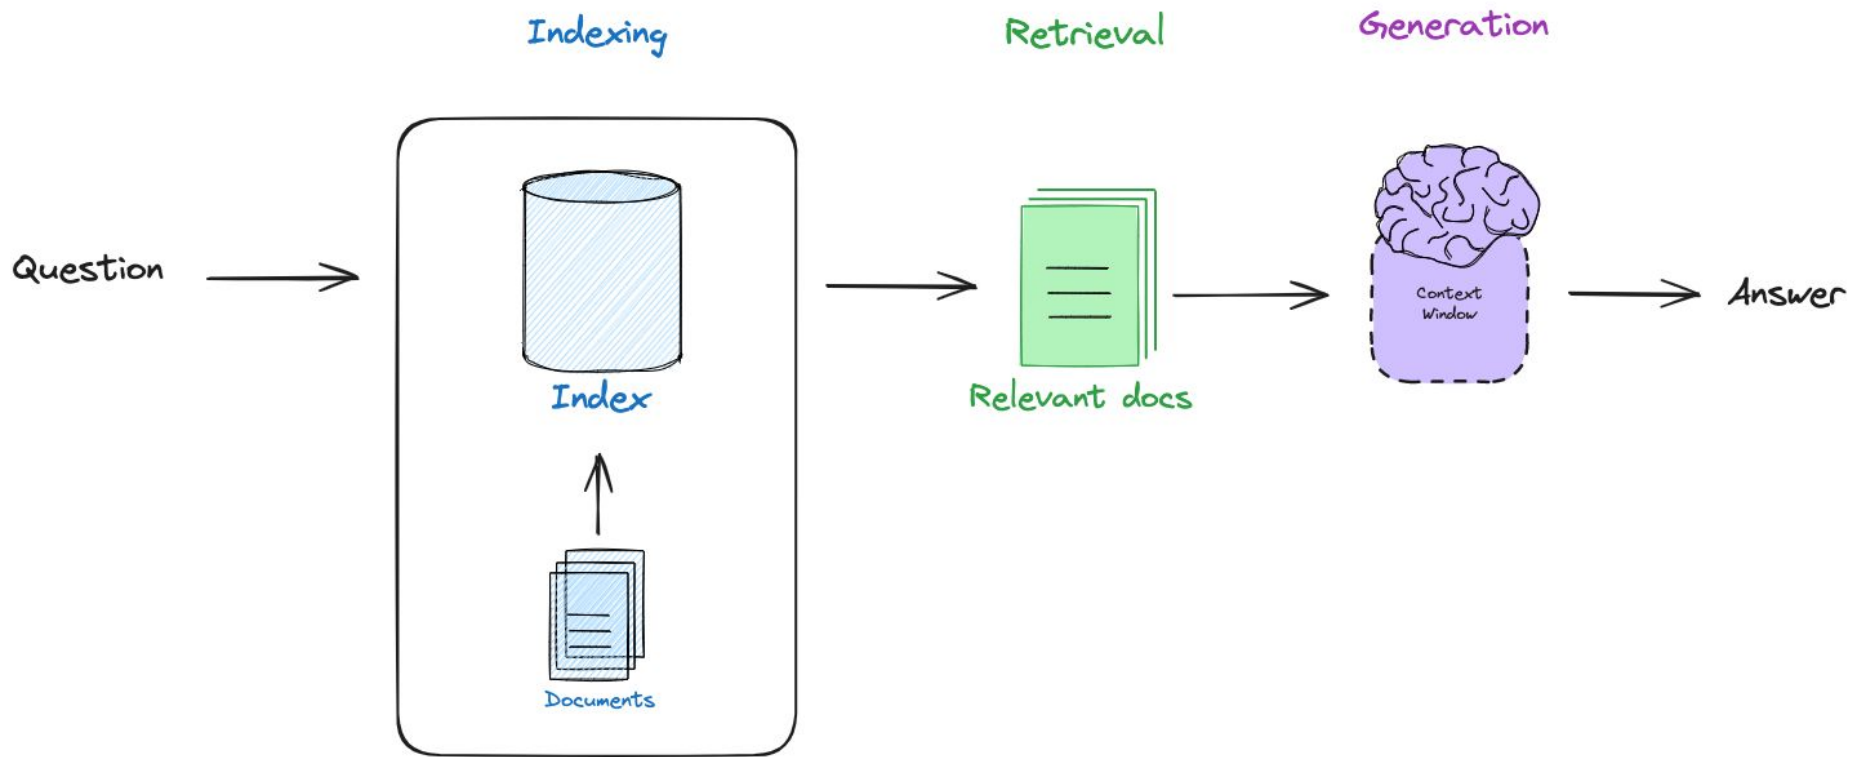 Indexing
Retrieval
Generation
Question
Index
Documents
Relevant docs
Context
Window
Answer